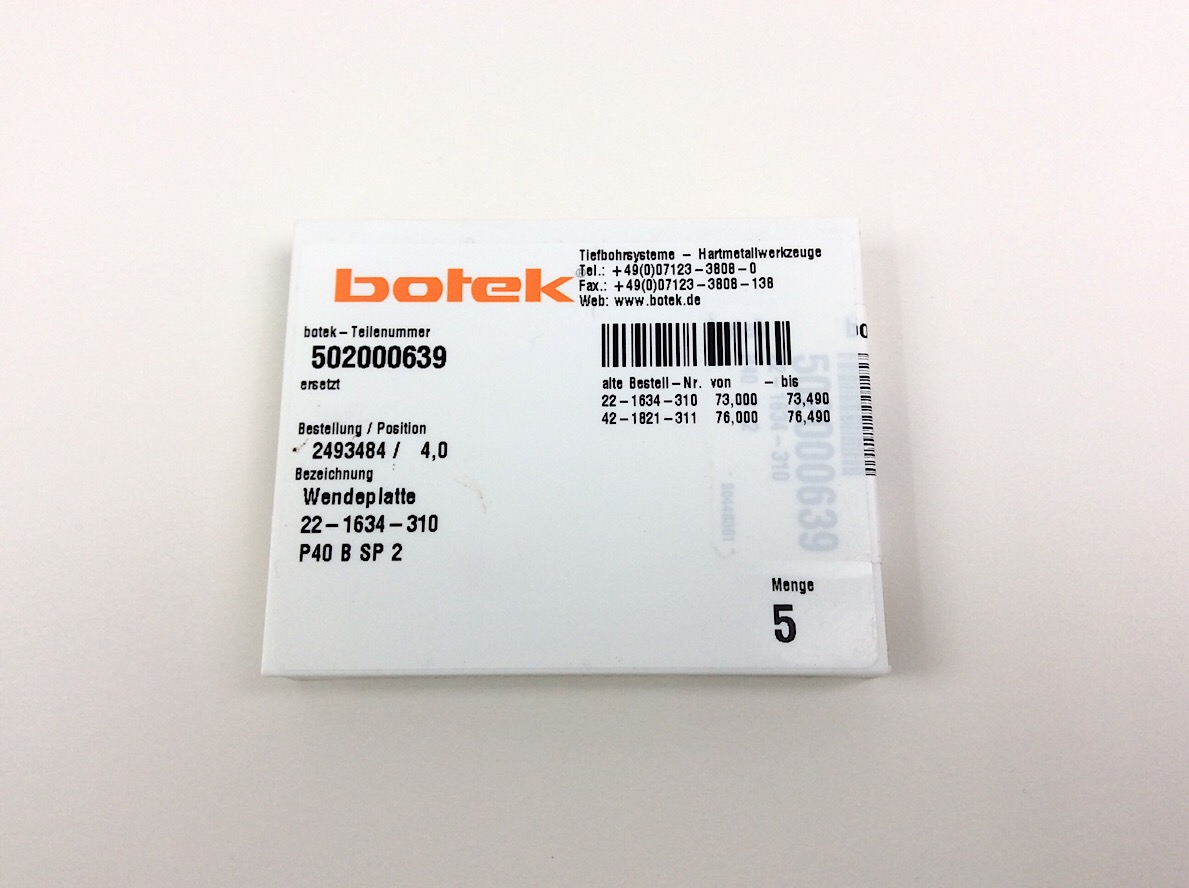 botek®
Tiefbohrsysteme – Hartmetallwerkzeuge
Tel.: +49(0)07123–3808–0
Fax.: +49(0)07123–3808–138
Web: www.botek.de
botek–Teilenummer
502000639
ersetzt
alte Bestell–Nr. von – bis
22–1634–310 73,000 73,490
42–1821–311 76,000 76,490
Bestellung / Position
2493484 / 4,0
Bezeichnung
Wendeplatte
22–1634–310
P40 B SP 2
Menge
5
502000639